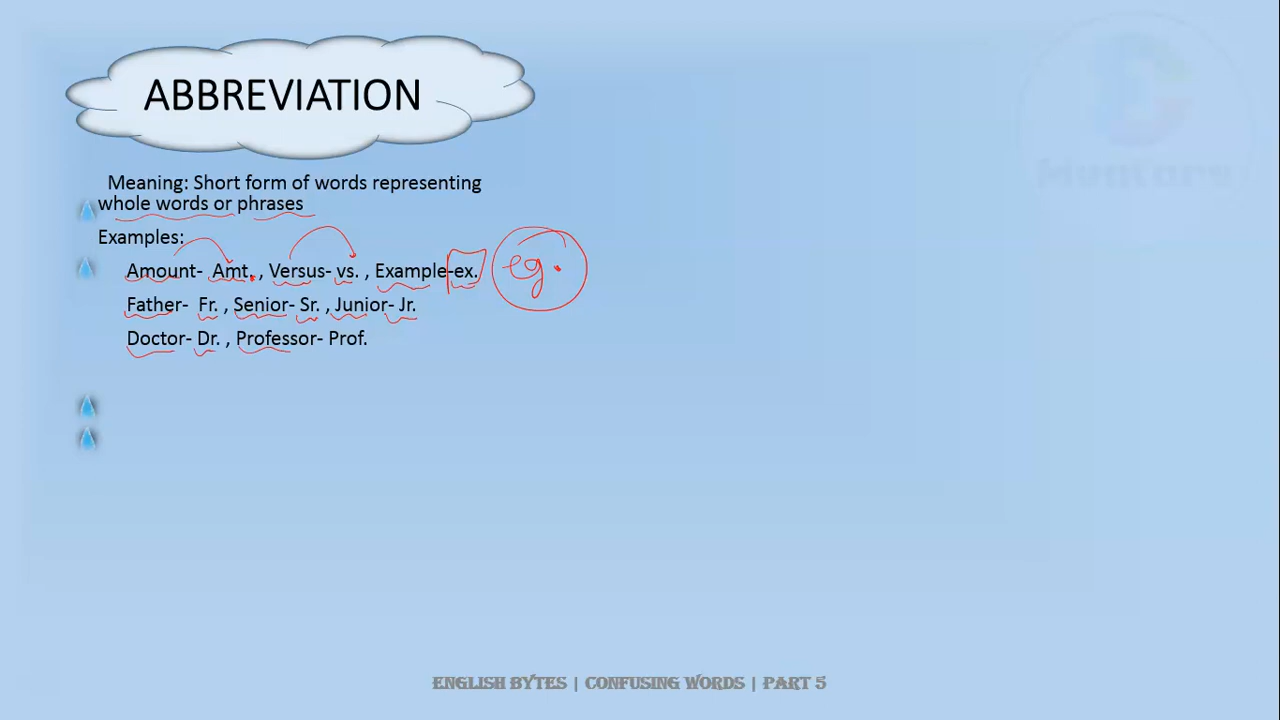 ABBREVIATION
Meaning: Short form of words representing
whole words or phrases
Examples:
Amount- Amt. , Versus- vs. , Example-ex. eg.
Father- Fr. , Senior- Sr. , Junior- Jr.
Doctor- Dr. , Professor- Prof.
ENGLISH BYTES | CONFUSING WORDS | PART 5